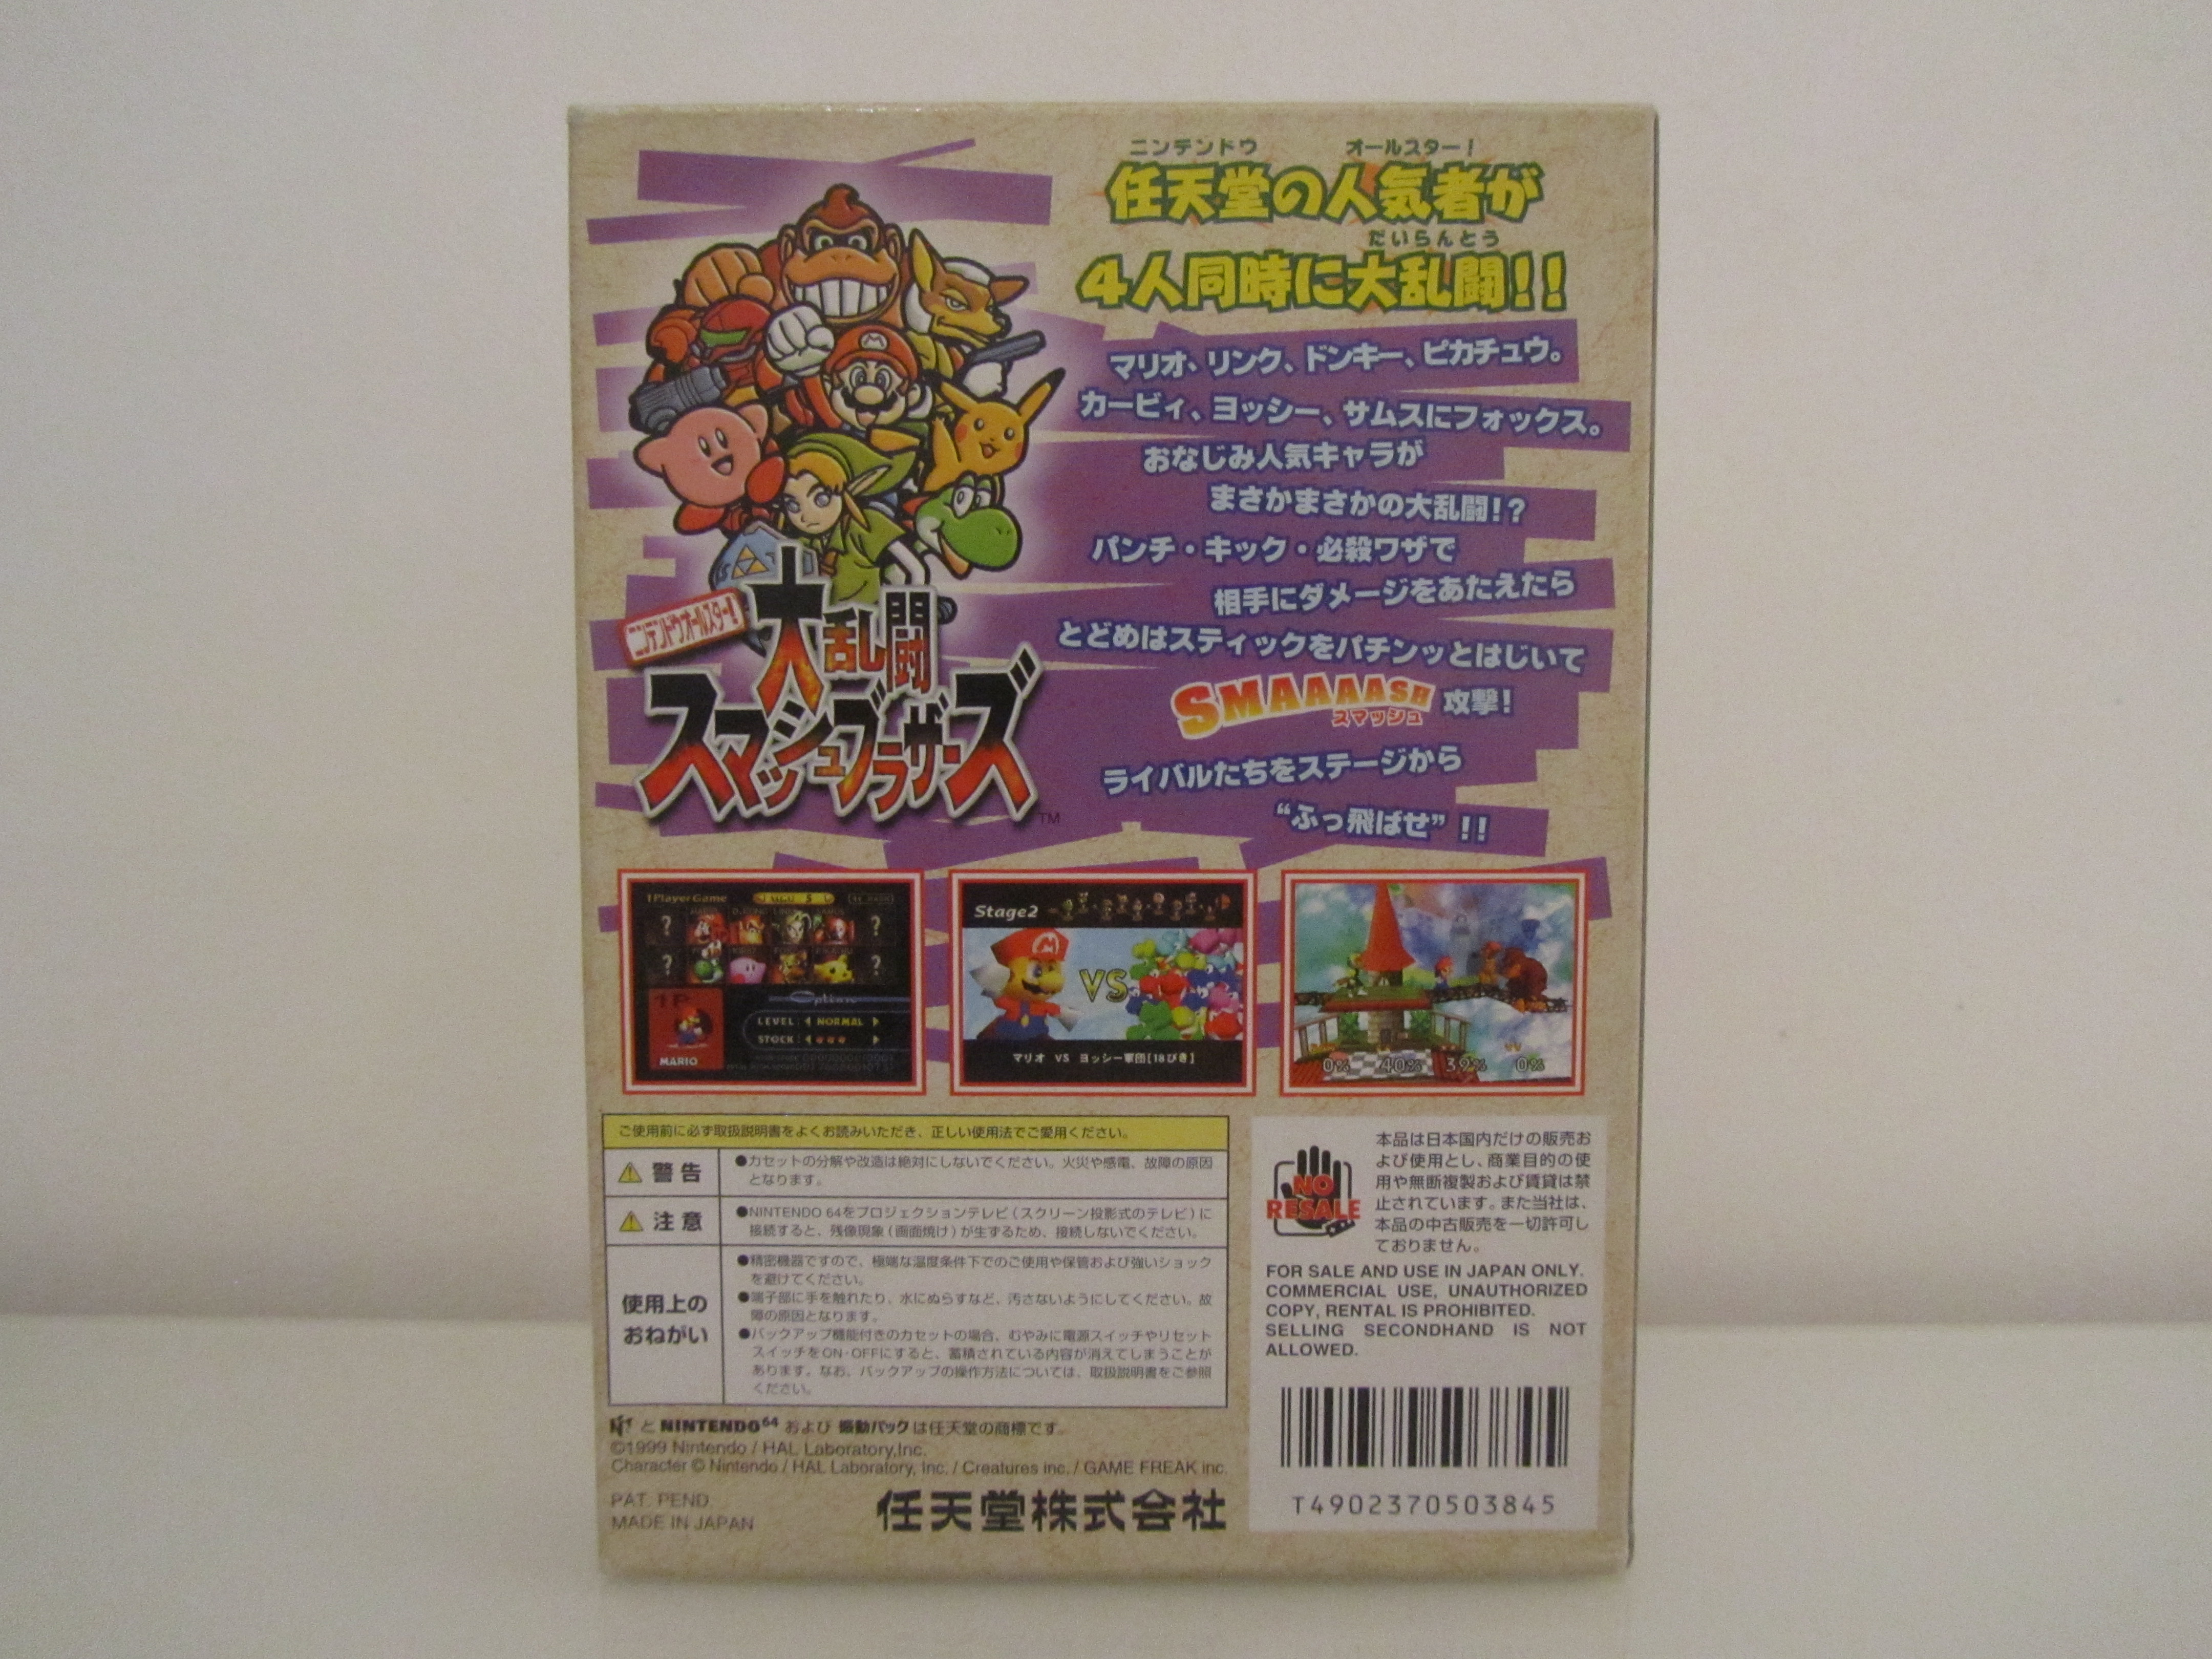 ニンテンドウ オールスター！
任天堂の人気者が
だいらんとう
4人同時に大乱闘！！
マリオ、リンク、ドンキー、ピカチュウ。
カービィ、ヨッシー、サムスにフォックス。
おなじみ人気キャラが
まさかまさかの大乱闘！？
パンチ・キック・必殺ワザで
相手にダメージをあたえたら
とどめはスティックをパチンッとはじいて
SMAAAASH 攻撃！
スマッシュ
ライバルたちをステージから
“ふっ飛ばせ”！！
ニンテンドウオールスター！
大乱闘
スマッシュブラザーズ
TM
1 Player Game
? ?
? ?
1P
MARIO
Option
LEVEL : NORMAL
STOCK :
Stage2
VS
マリオ VS ヨッシー軍団[18ぴき]
0% 40% 39% 0%
ご使用前に必ず取扱説明書をよくお読みいただき、正しい使用法でご愛用ください。
警告
●カセットの分解や改造は絶対にしないでください。火災や感電、故障の原因
となります。
注意
●NINTENDO 64をプロジェクションテレビ（スクリーン投影式のテレビ）に
接続すると、残像現象（画面焼け）が生ずるため、接続しないでください。
使用上の
おねがい
●精密機器ですので、極端な温度条件下でのご使用や保管および強いショック
を避けてください。
●端子部に手を触れたり、水にぬらすなど、汚さないようにしてください。故
障の原因となります。
●バックアップ機能付きのカセットの場合、むやみに電源スイッチやリセット
スイッチをON・OFFにすると、蓄積されている内容が消えてしまうことが
あります。なお、バックアップの操作方法については、取扱説明書をご参照
ください。
と NINTENDO64 および 振動パックは任天堂の商標です。
©1999 Nintendo / HAL Laboratory,Inc.
Character © Nintendo / HAL Laboratory, Inc. / Creatures inc. / GAME FREAK inc.
PAT. PEND.
MADE IN JAPAN
任天堂株式会社
NO
RESALE
本品は日本国内だけの販売お
よび使用とし、商業目的の使
用や無断複製および賃貸は禁
止されています。また当社は、
本品の中古販売を一切許可し
ておりません。
FOR SALE AND USE IN JAPAN ONLY.
COMMERCIAL USE, UNAUTHORIZED
COPY, RENTAL IS PROHIBITED.
SELLING SECONDHAND IS NOT
ALLOWED.
T4902370503845